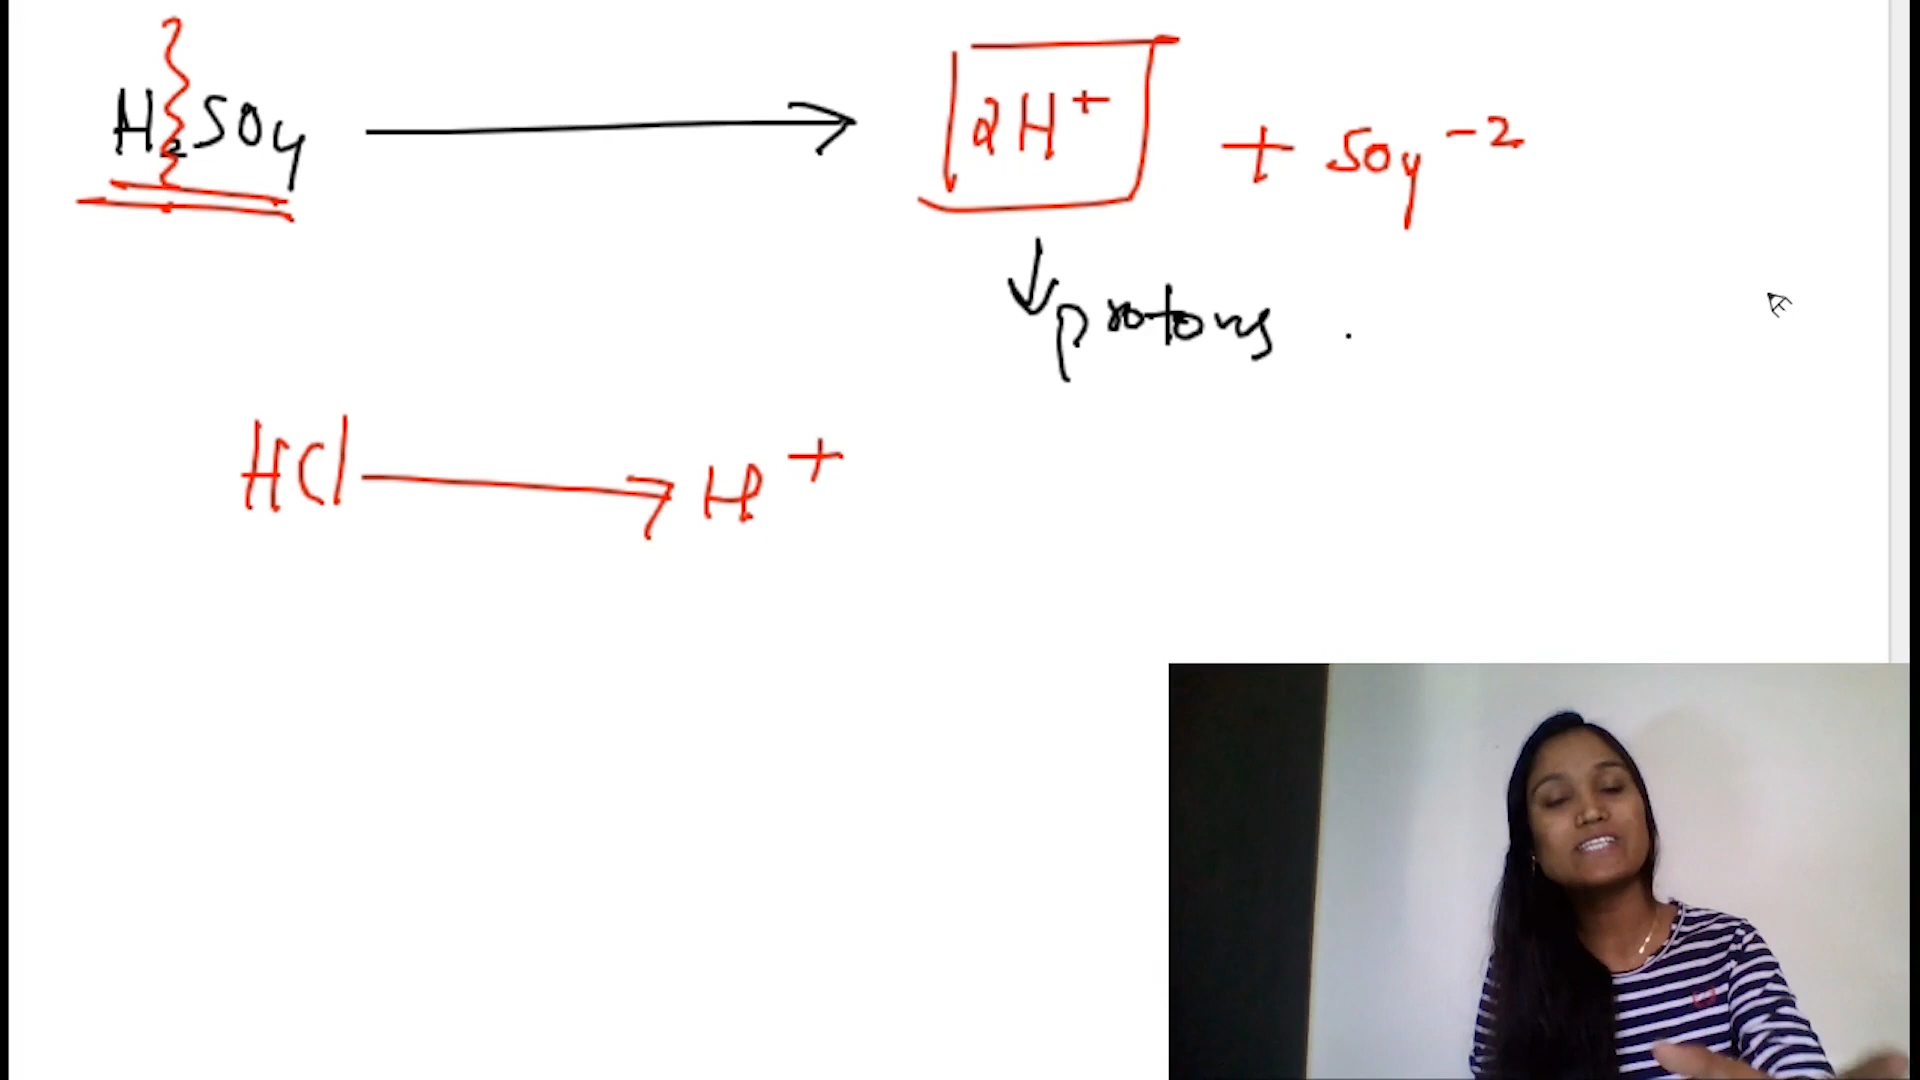 H₂SO₄ ⟶ 2H⁺ + SO₄⁻²
↓ protons .
HCl ⟶ H⁺